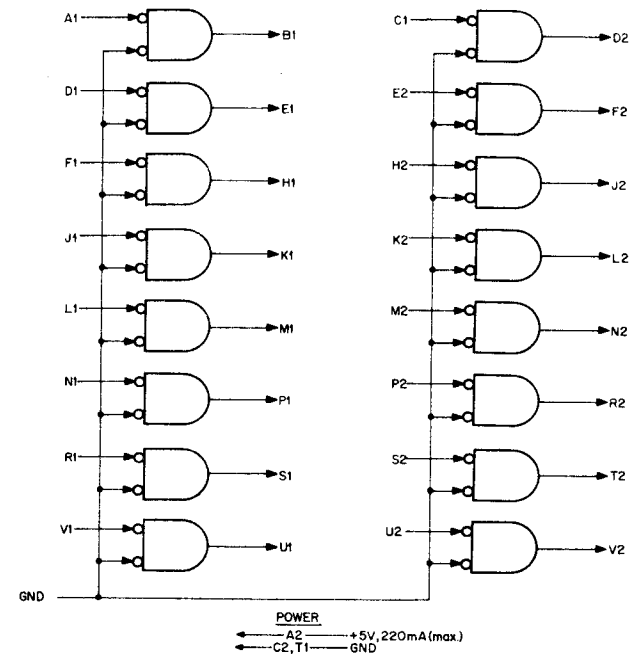 A1 B1
D1 E1
F1 H1
J1 K1
L1 M1
N1 P1
R1 S1
V1 U1
C1 D2
E2 F2
H2 J2
K2 L2
M2 N2
P2 R2
S2 T2
U2 V2
GND
POWER
A2 +5V, 220mA (max.)
C2, T1 GND